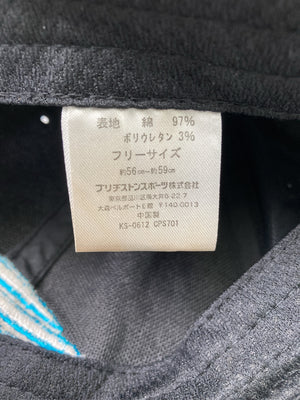 表地 綿 97%
ポリウレタン 3%
フリーサイズ
約56cm~約59cm
ブリヂストンスポーツ株式会社
東京都品川区南大井6-22-7
大森ベルポートE館 〒140-0013
中国製
KS-0612 CPS701